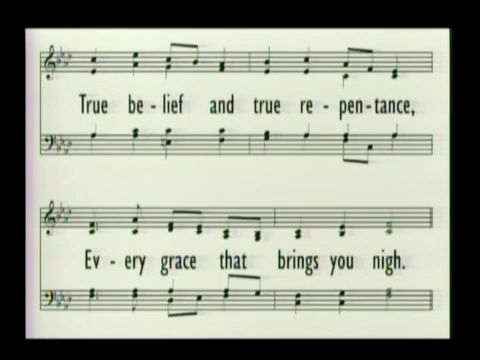 True be - lief and true re - pen - tance,
Ev - ery grace that brings you nigh.